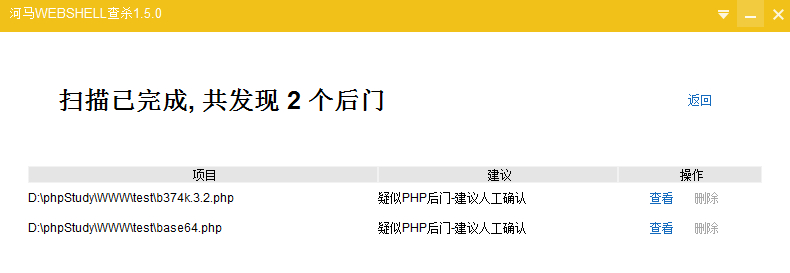 河马WEBSHELL查杀1.5.0
扫描已完成, 共发现 2 个后门
返回
项目 建议 操作
D:\phpStudy\WWW\test\b374k.3.2.php 疑似PHP后门-建议人工确认 查看 删除
D:\phpStudy\WWW\test\base64.php 疑似PHP后门-建议人工确认 查看 删除